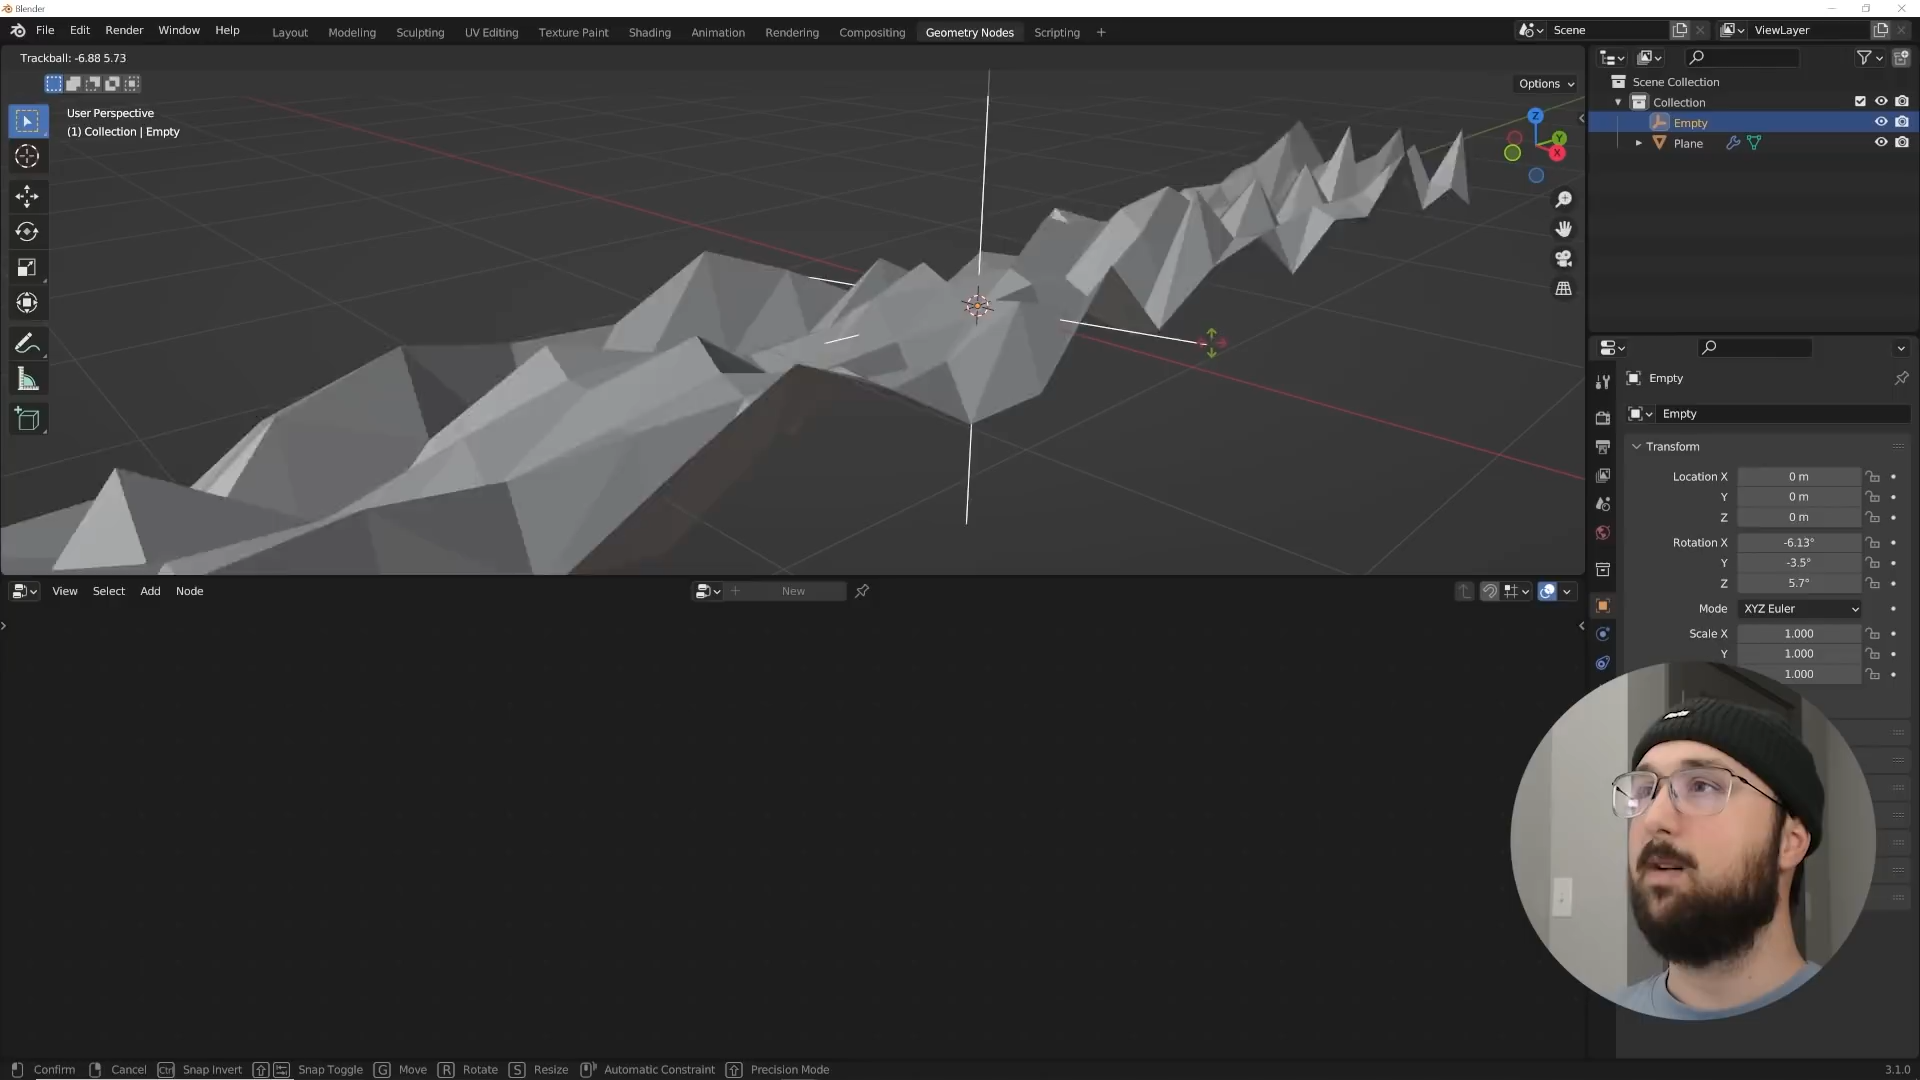 Blender
File Edit Render Window Help
Layout Modeling Sculpting UV Editing Texture Paint Shading Animation Rendering Compositing Geometry Nodes Scripting +
Scene
ViewLayer
Trackball: -6.88 5.73
Options
User Perspective
(1) Collection | Empty
Z
Y
X
Scene Collection
Collection
Empty
Plane
Empty
Empty
Transform
Location X 0 m
Y 0 m
Z 0 m
Rotation X -6.13°
Y -3.5°
Z 5.7°
Mode XYZ Euler
Scale X 1.000
Y 1.000
1.000
View Select Add Node
New
Confirm Cancel Ctrl Snap Invert Snap Toggle G Move R Rotate S Resize Automatic Constraint Precision Mode
3.1.0